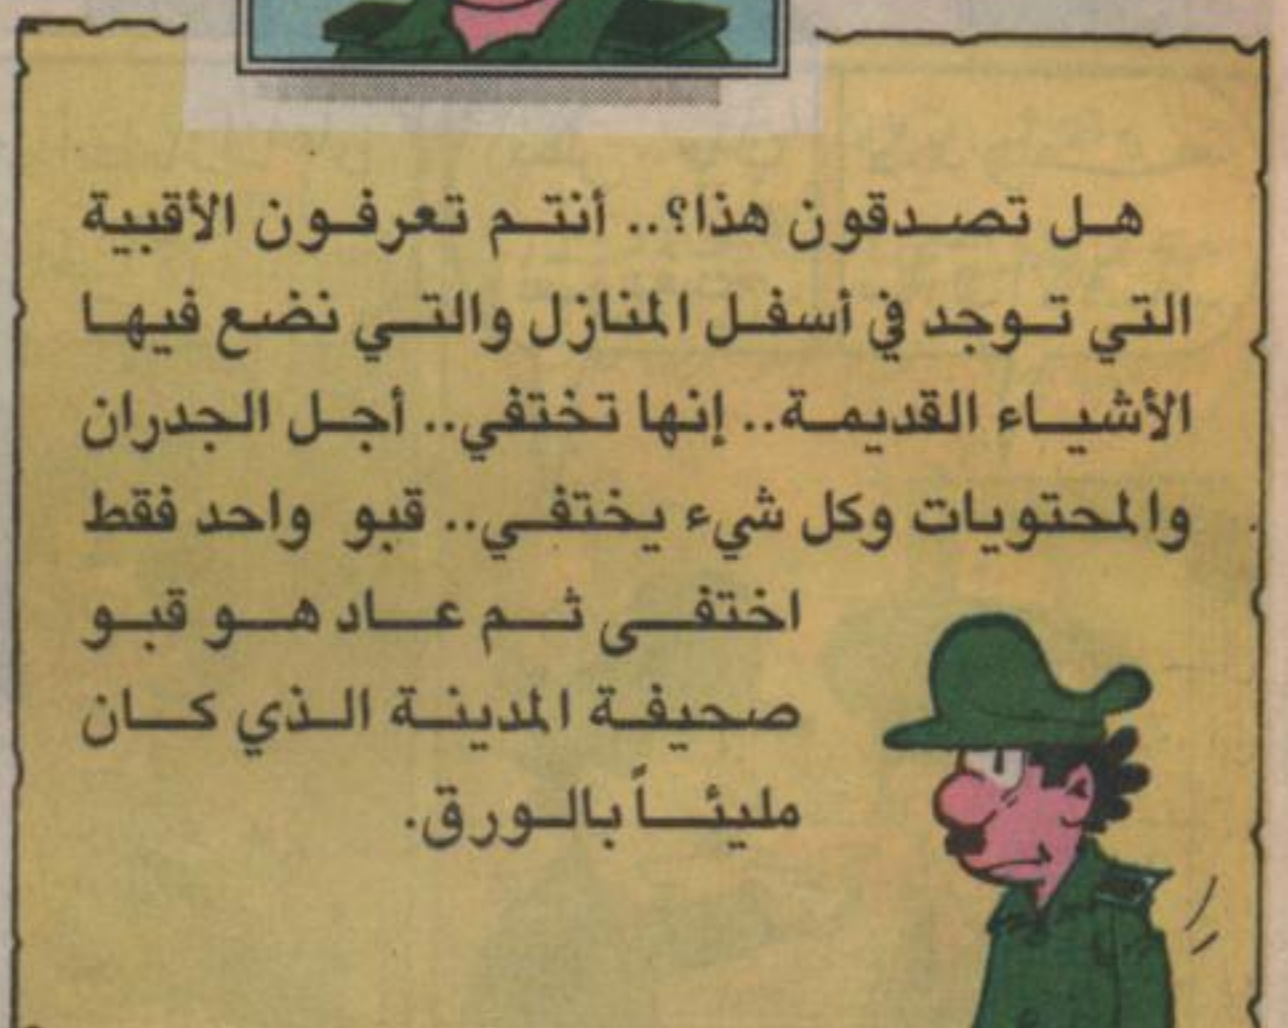 هل تصدقون هذا؟.. أنتم تعرفون الأقبية
التي توجد في أسفل المنازل والتي نضع فيها
الأشياء القديمة.. إنها تختفي.. أجل الجدران
والمحتويات وكل شيء يختفي.. قبو واحد فقط
اختفى ثم عاد هو قبو
صحيفة المدينة الذي كان
مليئاً بالورق.